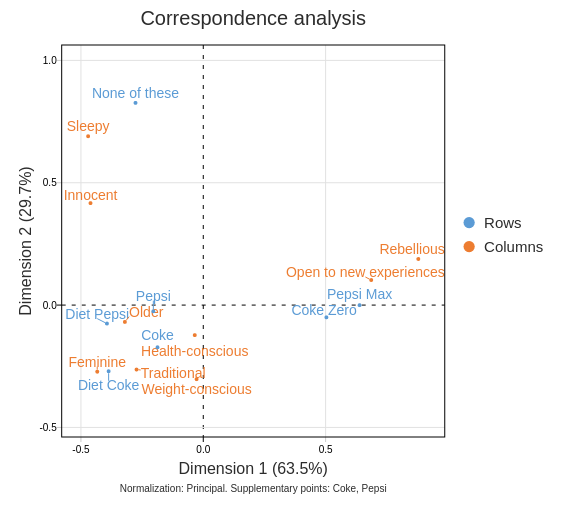 Correspondence analysis
1.0
None of these
Sleepy
0.5
Innocent
Rebellious
Rows
Columns
Open to new experiences
Pepsi
Pepsi Max
0.0
Diet Pepsi
Older
Coke Zero
Coke
Health-conscious
Feminine
Traditional
Diet Coke
Weight-conscious
-0.5
-0.5
0.0
0.5
Dimension 2 (29.7%)
Dimension 1 (63.5%)
Normalization: Principal. Supplementary points: Coke, Pepsi